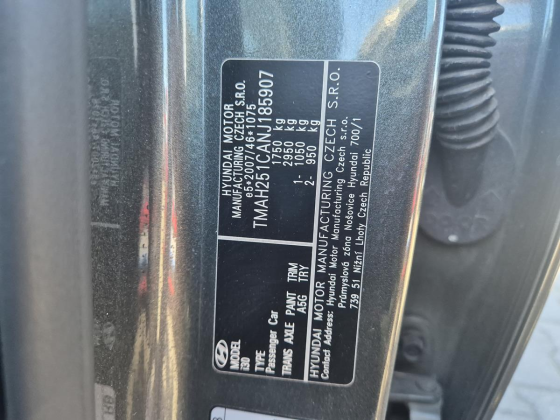 HYUNDAI MOTOR
MANUFACTURING CZECH S.R.O.
e5*2007/46*1075
TMAH251CANJ185907
1750 kg
2950 kg
1- 1050 kg
2- 950 kg
MODEL
i30
TYPE
Passenger Car
TRANS AXLE PAINT TRIM
A5G TRY
HYUNDAI MOTOR MANUFACTURING CZECH S.R.O.
Contact Address: Hyundai Motor Manufacturing Czech s.r.o.
Průmyslová zóna Nošovice Hyundai 700/1
739 51 Nižní Lhoty Czech Republic